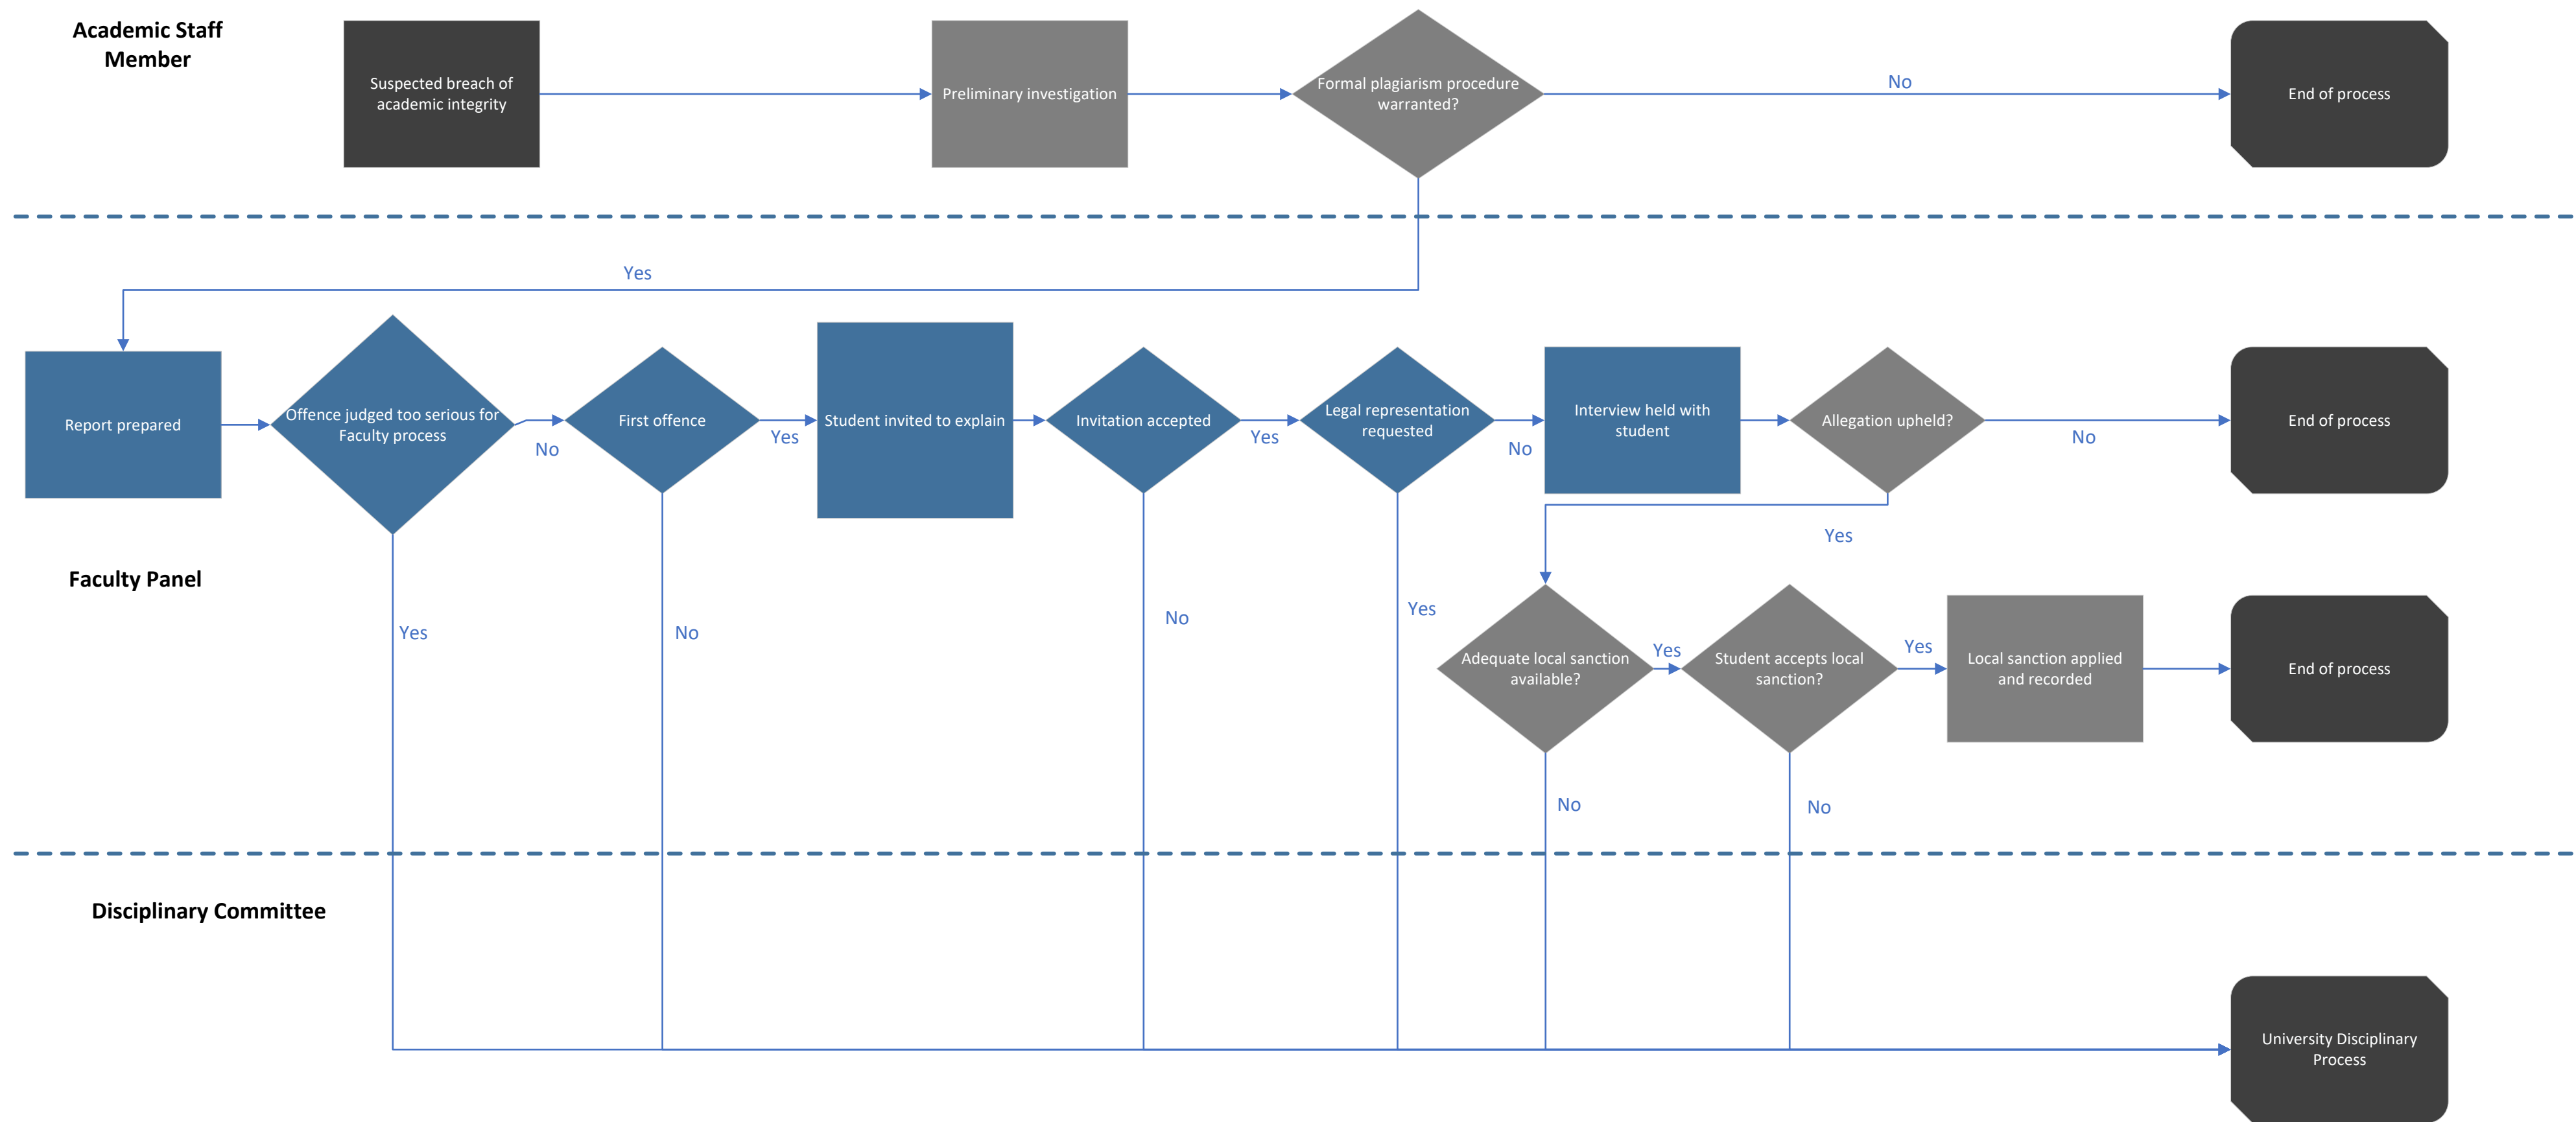 Academic Staff
Member
Suspected breach of
academic integrity
Preliminary investigation
Formal plagiarism procedure
warranted?
No
End of process
Yes
Report prepared
Offence judged too serious for
Faculty process
No
First offence
Yes
Student invited to explain
Invitation accepted
Yes
Legal representation
requested
No
Interview held with
student
Allegation upheld?
No
End of process
Yes
Faculty Panel
Yes
No
No
Yes
Adequate local sanction
available?
Yes
Student accepts local
sanction?
Yes
Local sanction applied
and recorded
End of process
No
No
Disciplinary Committee
University Disciplinary
Process